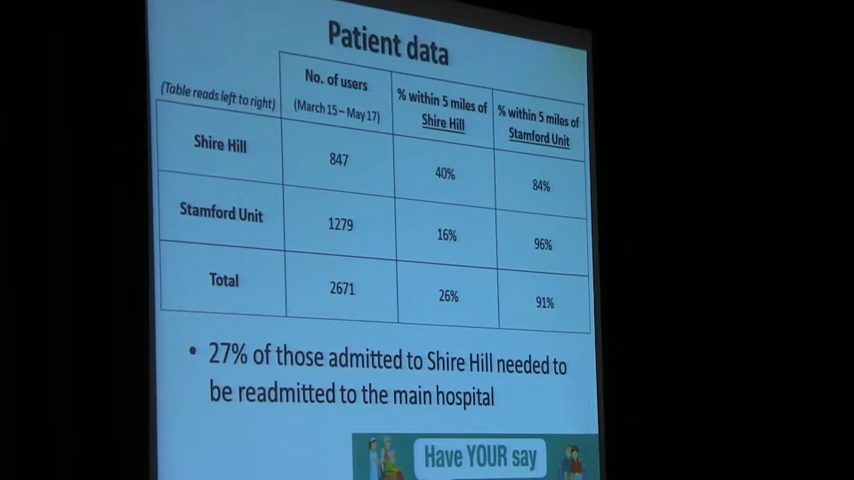 Patient data
(Table reads left to right)
No. of users
(March 15 – May 17)
% within 5 miles of
Shire Hill
% within 5 miles of
Stamford Unit
Shire Hill
847
40%
84%
Stamford Unit
1279
16%
96%
Total
2671
26%
91%
• 27% of those admitted to Shire Hill needed to
be readmitted to the main hospital
Have YOUR say